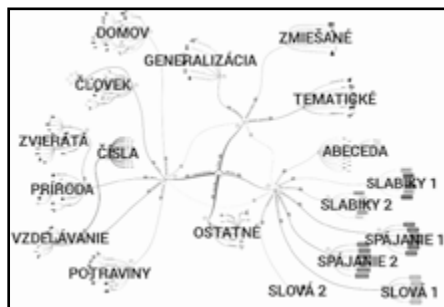 DOMOV
ZMIEŠANÉ
GENERALIZÁCIA
ČLOVEK
TEMATICKÉ
ZVIERATÁ
ČÍSLA
ABECEDA
PRÍRODA
SLABIKY 1
SLABIKY 2
VZDELÁVANIE
OSTATNÉ
SPÁJANIE 1
SPÁJANIE 2
POTRAVINY
SLOVÁ 2
SLOVÁ 1